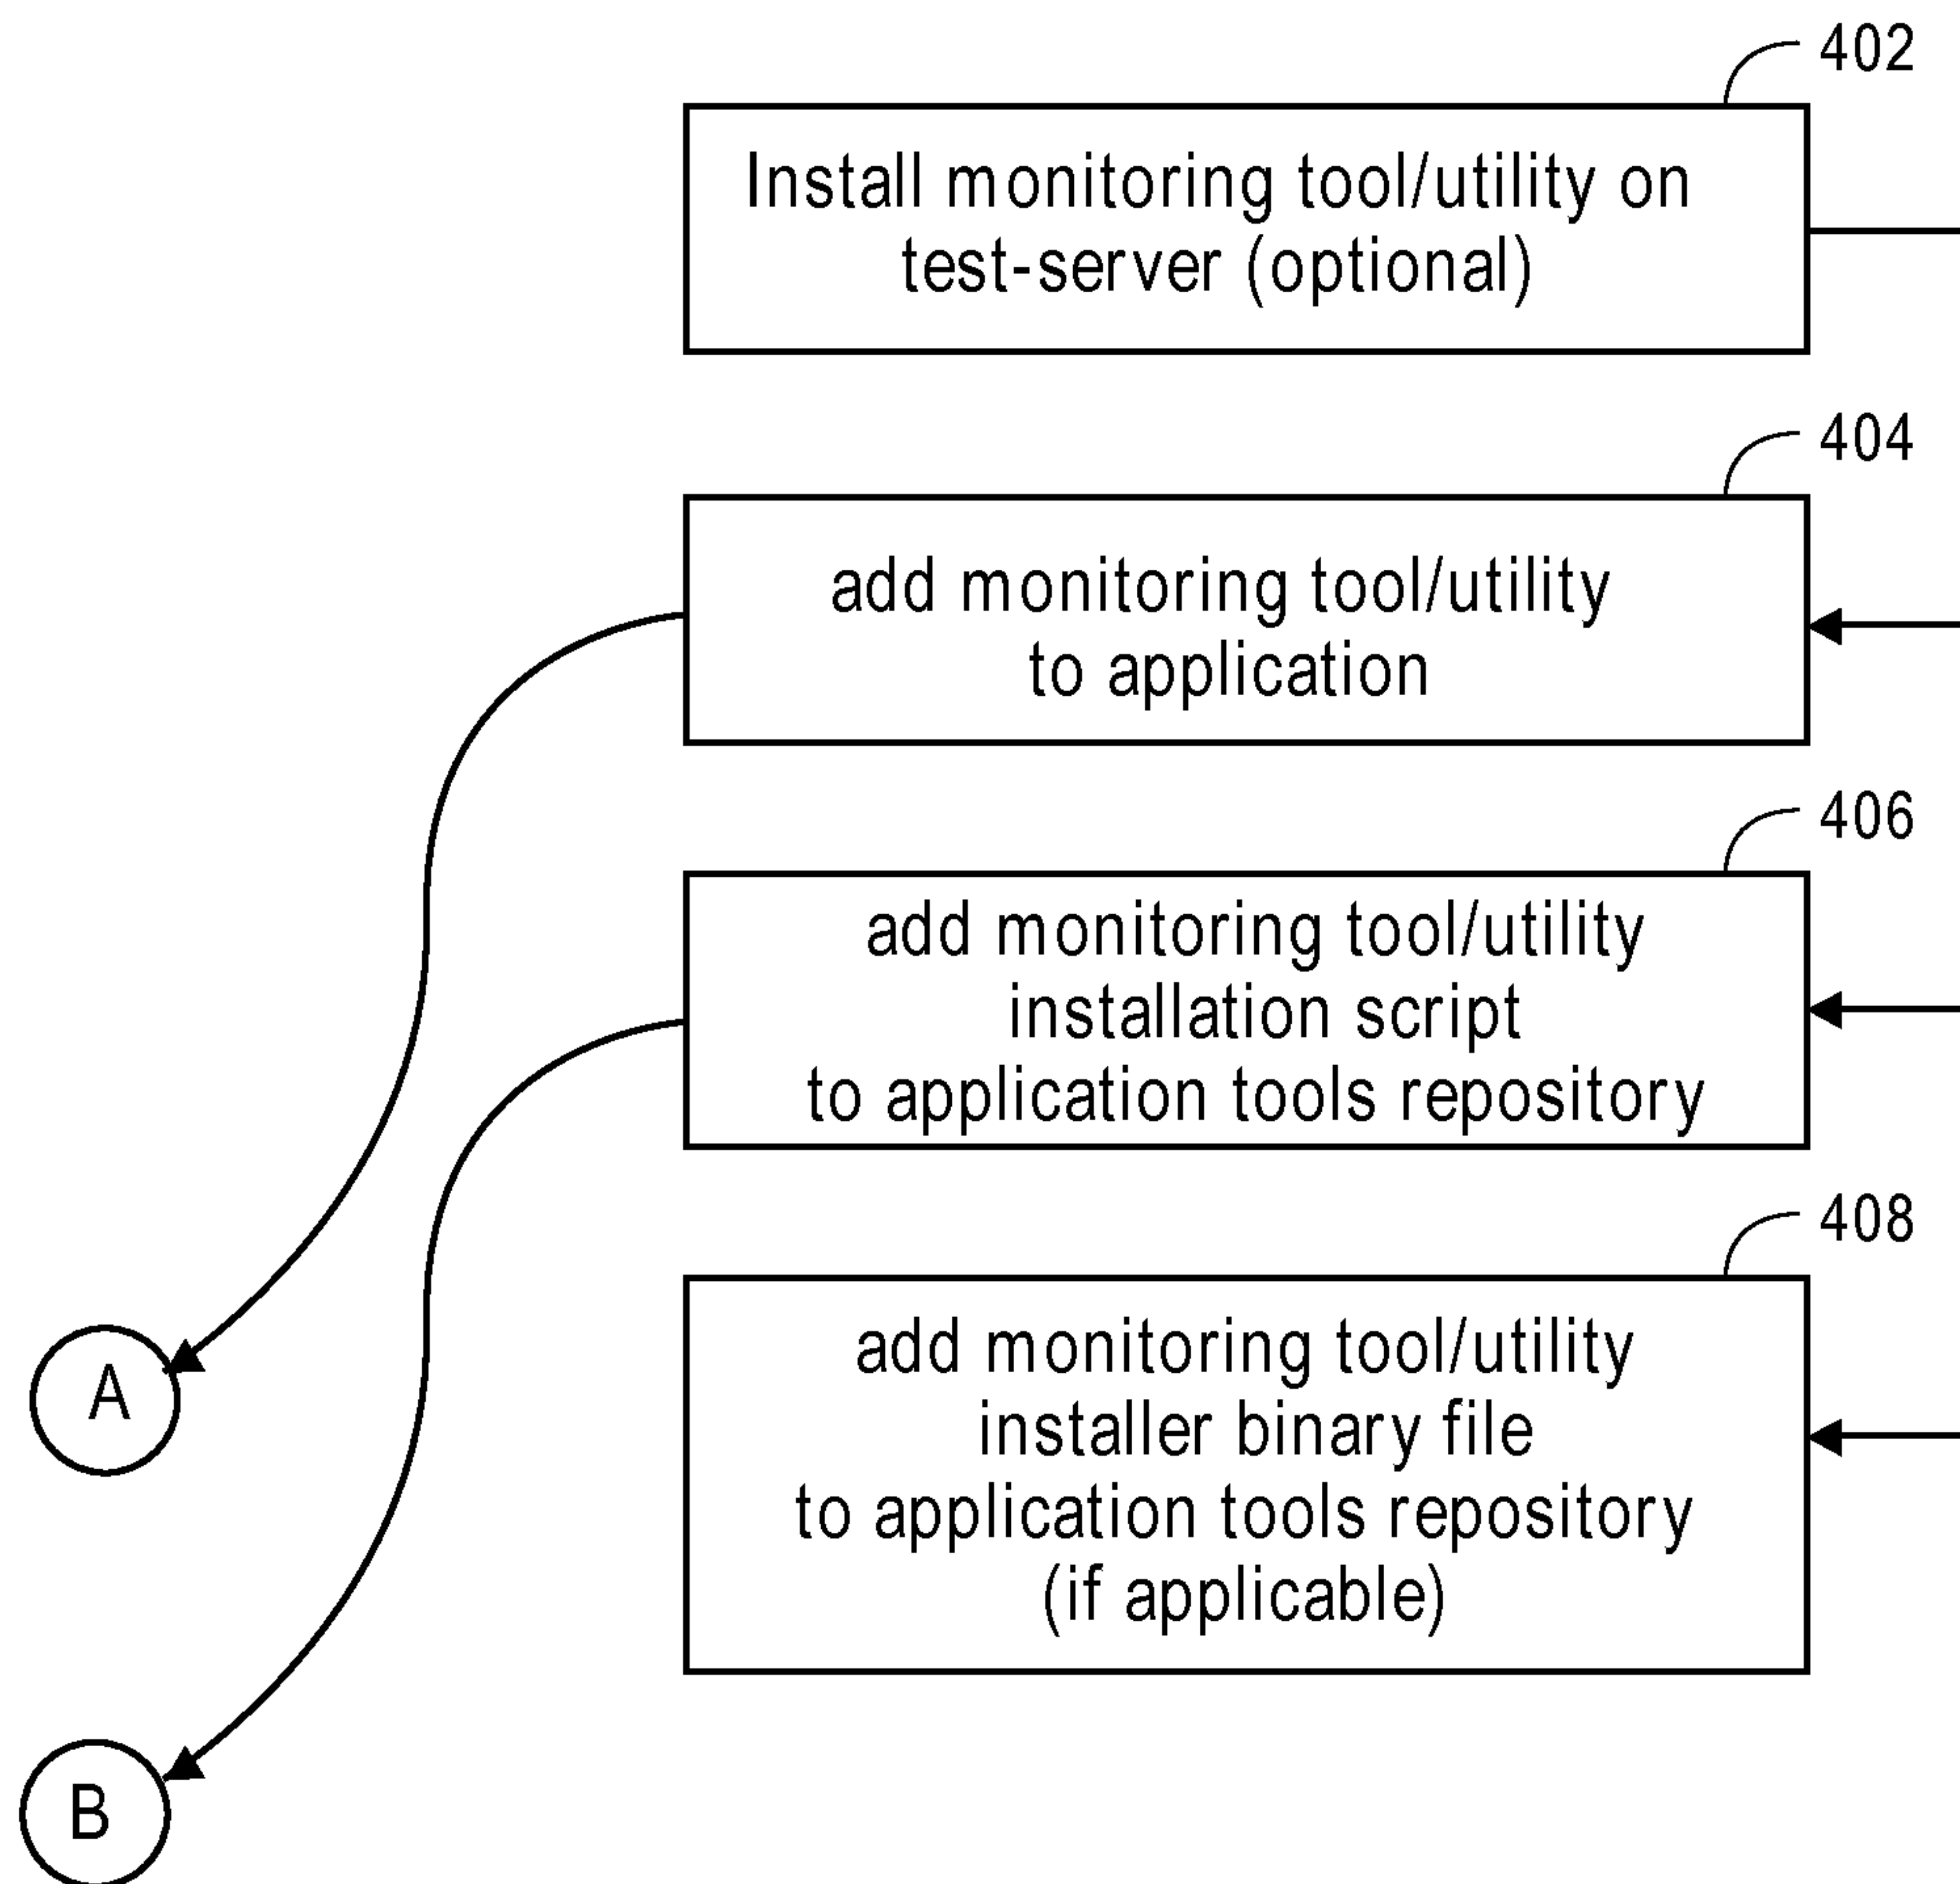 402
Install monitoring tool/utility on
test-server (optional)
404
add monitoring tool/utility
to application
406
add monitoring tool/utility
installation script
to application tools repository
408
add monitoring tool/utility
installer binary file
to application tools repository
(if applicable)
A
B